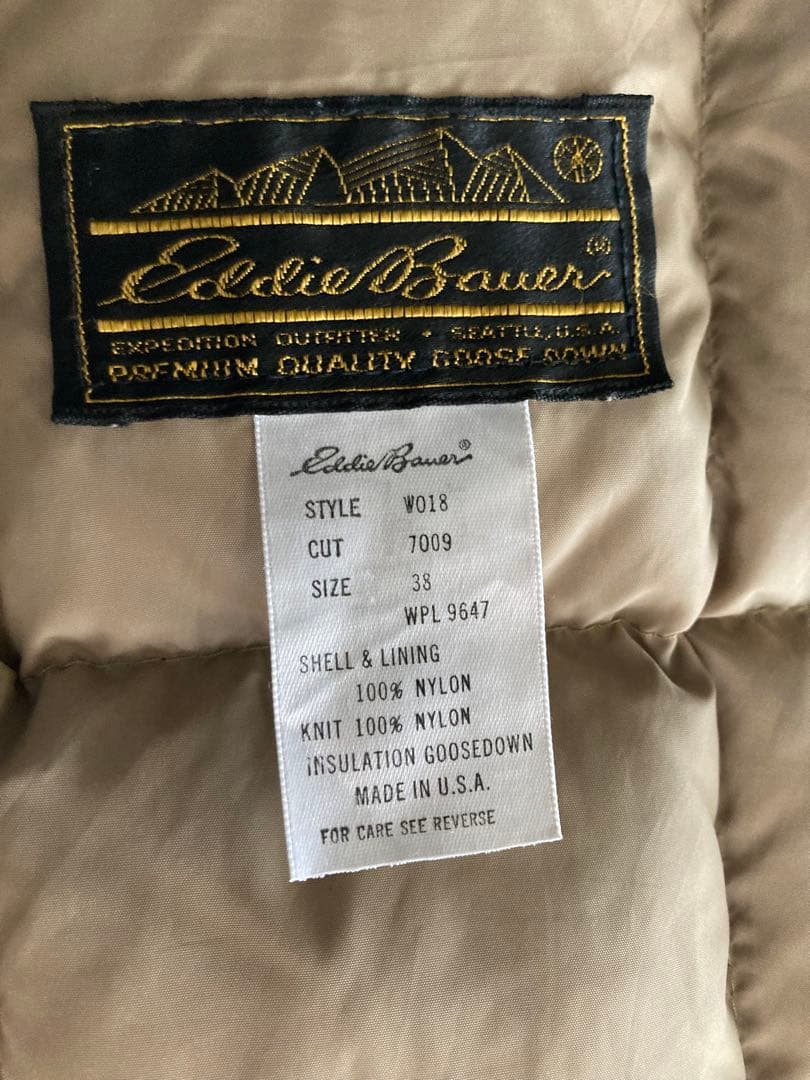 Eddie Bauer ®
EXPEDITION OUTFITTER • SEATTLE, U.S.A.
PREMIUM QUALITY GOOSE DOWN
Eddie Bauer®
STYLE W018
CUT 7009
SIZE 38
WPL 9647
SHELL & LINING
100% NYLON
KNIT 100% NYLON
INSULATION GOOSEDOWN
MADE IN U.S.A.
FOR CARE SEE REVERSE